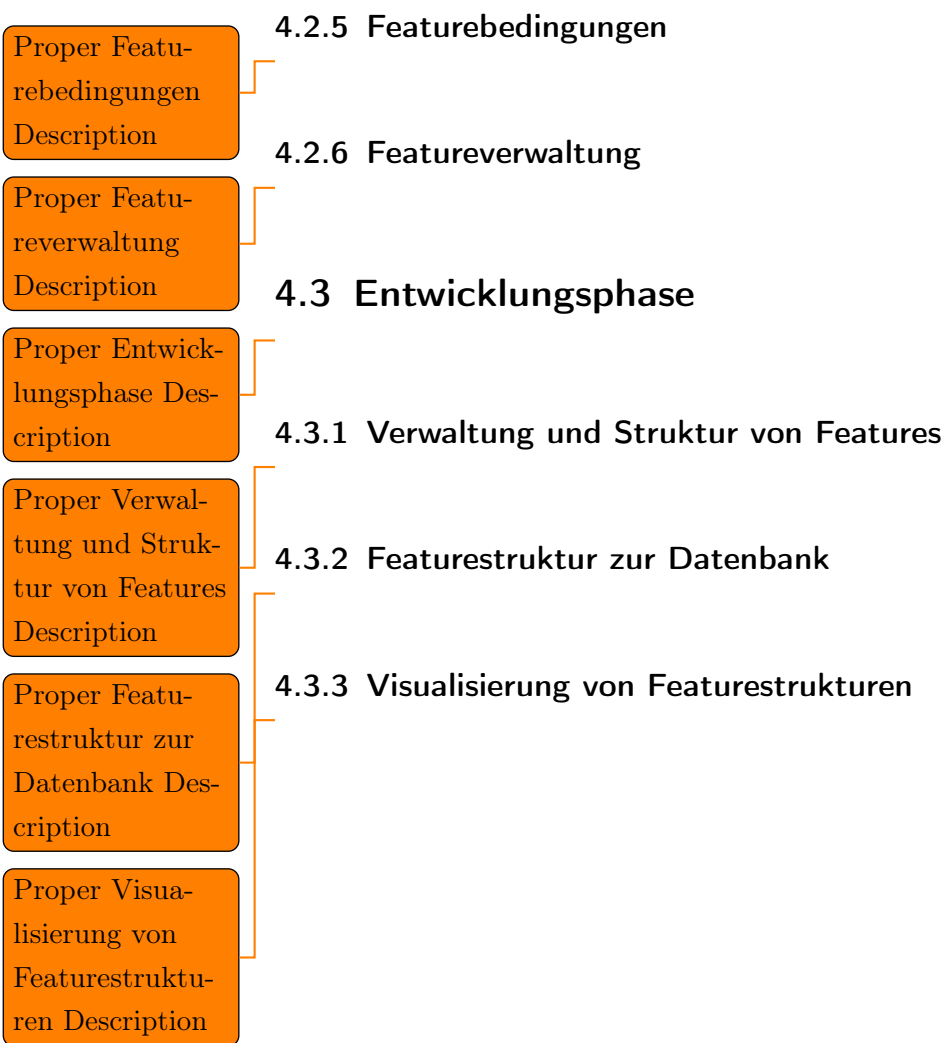 4.2.5 Featurebedingungen
Proper Featu-
rebedingungen
Description
4.2.6 Featureverwaltung
Proper Featu-
reverwaltung
Description
4.3 Entwicklungsphase
Proper Entwick-
lungsphase Des-
cription
4.3.1 Verwaltung und Struktur von Features
Proper Verwal-
tung und Struk-
tur von Features
Description
4.3.2 Featurestruktur zur Datenbank
Proper Featu-
restruktur zur
Datenbank Des-
cription
4.3.3 Visualisierung von Featurestrukturen
Proper Visua-
lisierung von
Featurestruktu-
ren Description